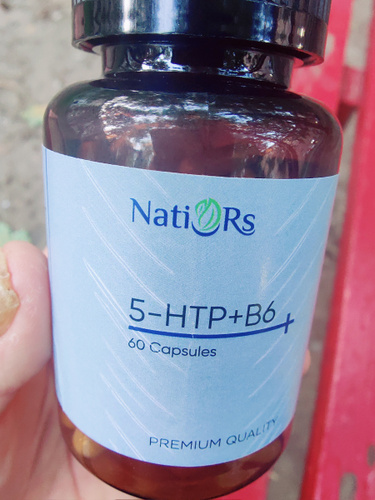 NatiORs
5-HTP+B6
60 Capsules
PREMIUM QUALITY